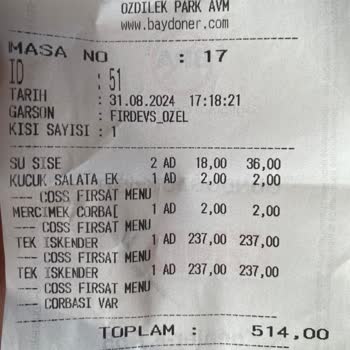 OZDILEK PARK AVM
www.baydoner.com
MASA NO : 17
ID : 51
TARIH : 31.08.2024 17:18:21
GARSON : FIRDEVS_OZEL
KISI SAYISI : 1
SU SISE 2 AD 18,00 36,00
KUCUK SALATA EK 1 AD 2,00 2,00
--- COSS FIRSAT MENU
MERCIMEK CORBA[ 1 AD 2,00 2,00
--- COSS FIRSAT MENU
TEK ISKENDER 1 AD 237,00 237,00
--- COSS FIRSAT MENU
TEK ISKENDER 1 AD 237,00 237,00
--- COSS FIRSAT MENU
--- CORBASI VAR
TOPLAM : 514,00